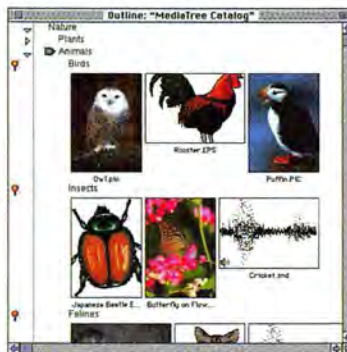 Outline: "MediaTree Catalog"
Nature
Plants
Animals
Birds
Owl.pix
Rooster.EPS
Puffin.PIC
Insects
Japanese Beetle E...
Butterfly on Flow...
Cricket.snd
Felines